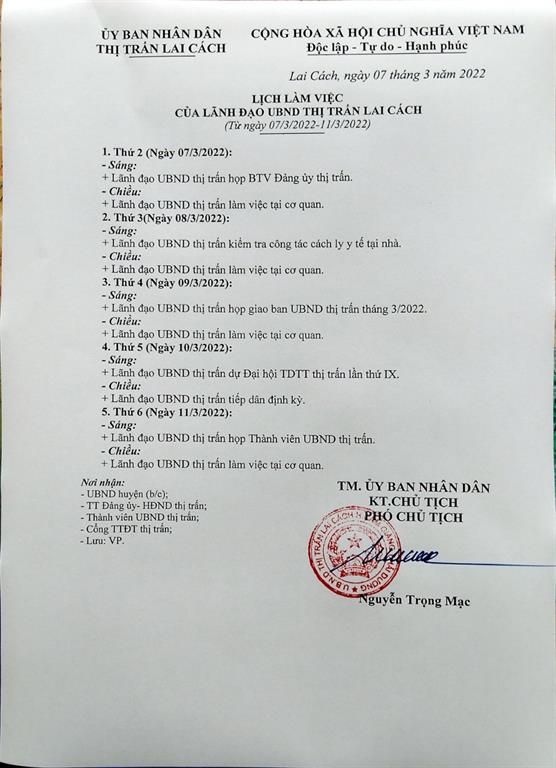 ỦY BAN NHÂN DÂN
THỊ TRẤN LAI CÁCH
CỘNG HÒA XÃ HỘI CHỦ NGHĨA VIỆT NAM
Độc lập - Tự do - Hạnh phúc
Lai Cách, ngày 07 tháng 3 năm 2022
LỊCH LÀM VIỆC
CỦA LÃNH ĐẠO UBND THỊ TRẤN LAI CÁCH
(Từ ngày 07/3/2022-11/3/2022)
1. Thứ 2 (Ngày 07/3/2022):
- Sáng:
+ Lãnh đạo UBND thị trấn họp BTV Đảng ủy thị trấn.
- Chiều:
+ Lãnh đạo UBND thị trấn làm việc tại cơ quan.
2. Thứ 3(Ngày 08/3/2022):
- Sáng:
+ Lãnh đạo UBND thị trấn kiểm tra công tác cách ly y tế tại nhà.
- Chiều:
+ Lãnh đạo UBND thị trấn làm việc tại cơ quan.
3. Thứ 4 (Ngày 09/3/2022):
- Sáng:
+ Lãnh đạo UBND thị trấn họp giao ban UBND thị trấn tháng 3/2022.
- Chiều:
+ Lãnh đạo UBND thị trấn làm việc tại cơ quan.
4. Thứ 5 (Ngày 10/3/2022):
- Sáng:
+ Lãnh đạo UBND thị trấn dự Đại hội TDTT thị trấn lần thứ IX.
- Chiều:
+ Lãnh đạo UBND thị trấn tiếp dân định kỳ.
5. Thứ 6 (Ngày 11/3/2022):
- Sáng:
+ Lãnh đạo UBND thị trấn họp Thành viên UBND thị trấn.
- Chiều:
+ Lãnh đạo UBND thị trấn làm việc tại cơ quan.
Nơi nhận:
- UBND huyện (b/c);
- TT Đảng ủy- HĐND thị trấn;
- Thành viên UBND thị trấn;
- Cổng TTĐT thị trấn;
- Lưu: VP.
TM. ỦY BAN NHÂN DÂN
KT.CHỦ TỊCH
PHÓ CHỦ TỊCH
U.B.N.D THỊ TRẤN LAI CÁCH
Nguyễn Trọng Mạc